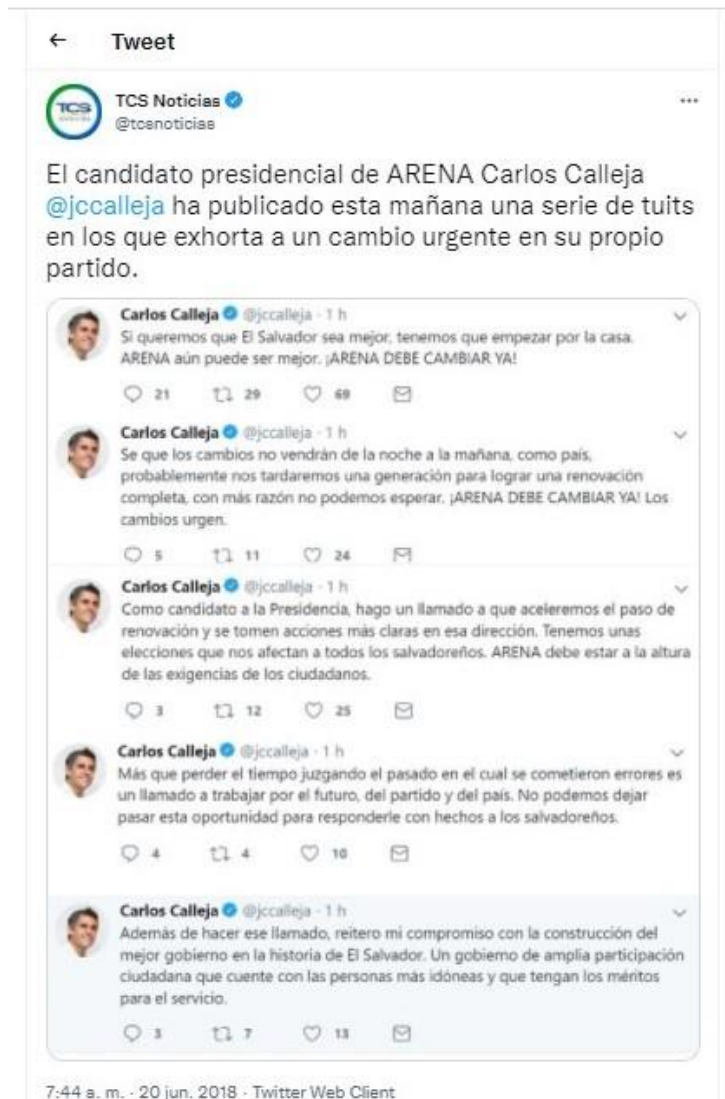 ← Tweet
TCS
TCS Noticias
@tcsnoticias
...
El candidato presidencial de ARENA Carlos Calleja
@jccalleja ha publicado esta mañana una serie de tuits
en los que exhorta a un cambio urgente en su propio
partido.
Carlos Calleja @jccalleja · 1 h
Si queremos que El Salvador sea mejor, tenemos que empezar por la casa.
ARENA aún puede ser mejor. ¡ARENA DEBE CAMBIAR YA!
21 29 69
Carlos Calleja @jccalleja · 1 h
Se que los cambios no vendrán de la noche a la mañana, como país,
probablemente nos tardaremos una generación para lograr una renovación
completa, con más razón no podemos esperar. ¡ARENA DEBE CAMBIAR YA! Los
cambios urgen.
5 11 24
Carlos Calleja @jccalleja · 1 h
Como candidato a la Presidencia, hago un llamado a que aceleremos el paso de
renovación y se tomen acciones más claras en esa dirección. Tenemos unas
elecciones que nos afectan a todos los salvadoreños. ARENA debe estar a la altura
de las exigencias de los ciudadanos.
3 12 25
Carlos Calleja @jccalleja · 1 h
Más que perder el tiempo juzgando el pasado en el cual se cometieron errores es
un llamado a trabajar por el futuro, del partido y del país. No podemos dejar
pasar esta oportunidad para responderle con hechos a los salvadoreños.
4 4 10
Carlos Calleja @jccalleja · 1 h
Además de hacer ese llamado, reitero mi compromiso con la construcción del
mejor gobierno en la historia de El Salvador. Un gobierno de amplia participación
ciudadana que cuente con las personas más idóneas y que tengan los méritos
para el servicio.
3 7 13
7:44 a. m. · 20 jun. 2018 · Twitter Web Client